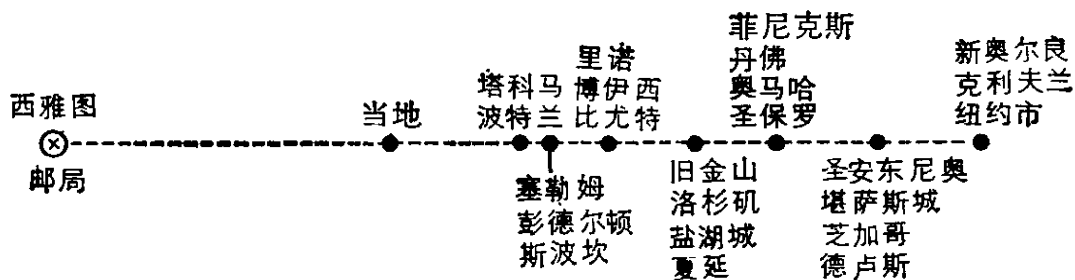 西雅图
邮局
当地
塔科马
波特兰
塞勒姆
彭德尔顿
斯波坎
里诺
博伊西
比尤特
旧金山
洛杉矶
盐湖城
夏延
菲尼克斯
丹佛
奥马哈
圣保罗
圣安东尼奥
堪萨斯城
芝加哥
德卢斯
新奥尔良
克利夫兰
纽约市